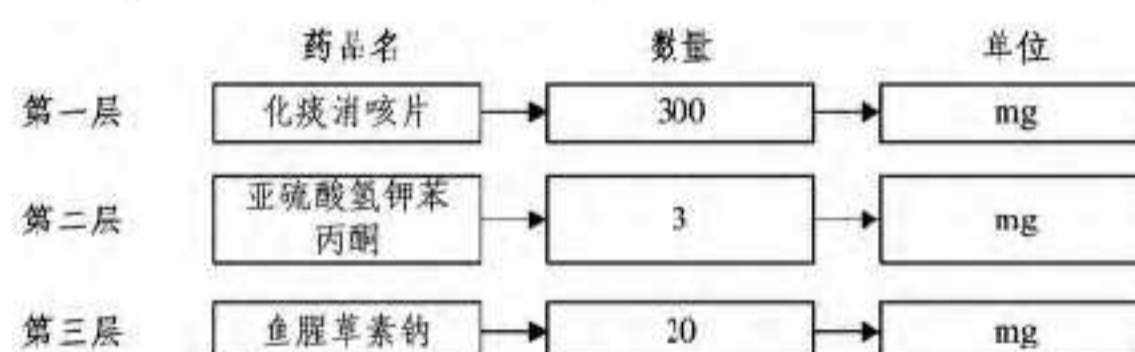 药品名 数量 单位
第一层 化痰消咳片 300 mg
第二层 亚硫酸氢钾苯丙酮 3 mg
第三层 鱼腥草素钠 20 mg